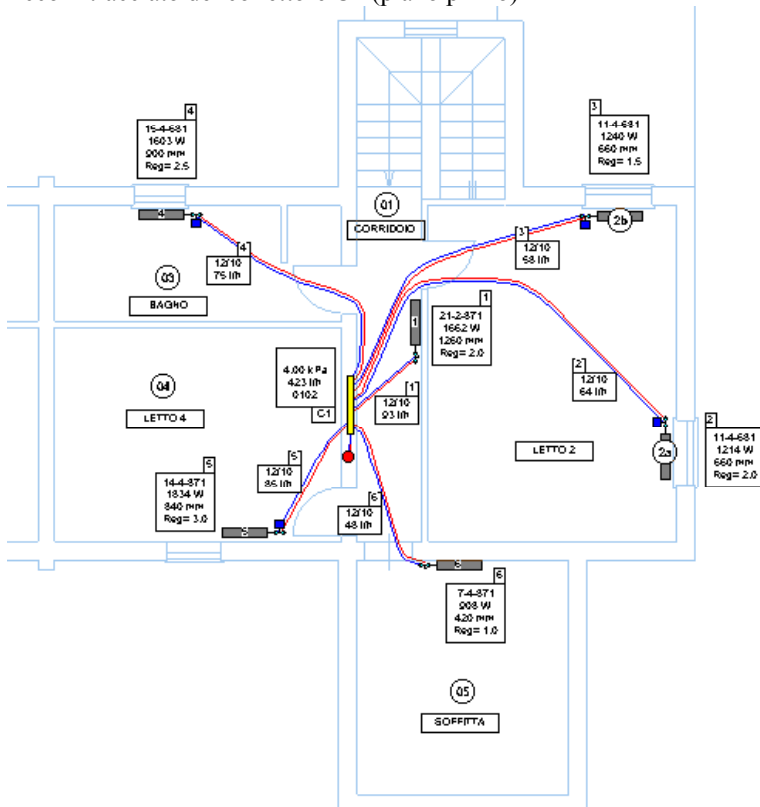 4
15-4-681
1603 W
900 mm
Reg= 2.5
3
11-4-681
1240 W
660 mm
Reg= 1.5
4
01
CORRIDOIO
2b
3
12/10
68 l/h
4
12/10
75 l/h
03
BAGNO
1
1
21-2-871
1662 W
1260 mm
Reg= 2.0
4.00 kPa
423 l/h
0102
C1
04
LETTO 4
1
12/10
93 l/h
2
12/10
64 l/h
2
11-4-681
1214 W
660 mm
Reg= 2.0
2a
LETTO 2
5
12/10
85 l/h
5
14-4-871
1834 W
840 mm
Reg= 3.0
5
6
12/10
48 l/h
6
6
7-4-871
908 W
420 mm
Reg= 1.0
05
SOFFITTA